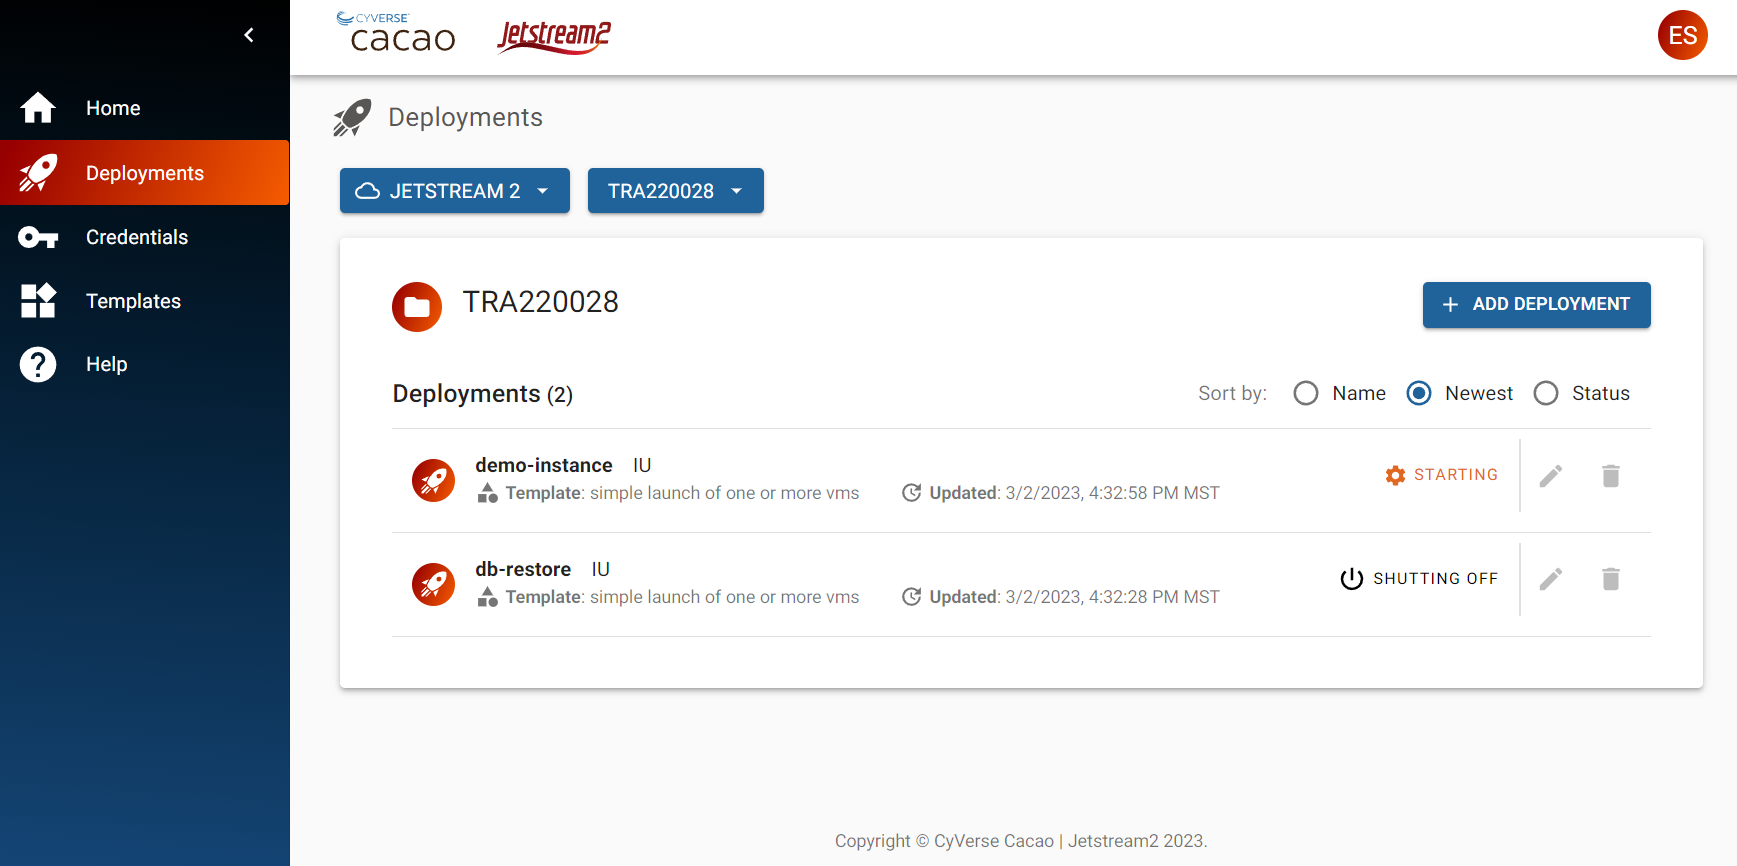 CYVERSE®
cacao
Jetstream2
ES
Home
Deployments
Credentials
Templates
Help
Deployments
JETSTREAM 2
TRA220028
TRA220028
+ ADD DEPLOYMENT
Deployments (2)
Sort by: Name Newest Status
demo-instance IU
Template: simple launch of one or more vms Updated: 3/2/2023, 4:32:58 PM MST
STARTING
db-restore IU
Template: simple launch of one or more vms Updated: 3/2/2023, 4:32:28 PM MST
SHUTTING OFF
Copyright © CyVerse Cacao | Jetstream2 2023.